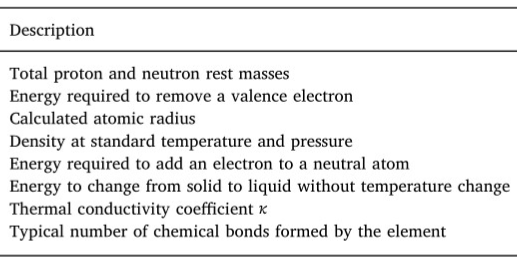 Description
Total proton and neutron rest masses
Energy required to remove a valence electron
Calculated atomic radius
Density at standard temperature and pressure
Energy required to add an electron to a neutral atom
Energy to change from solid to liquid without temperature change
Thermal conductivity coefficient κ
Typical number of chemical bonds formed by the element